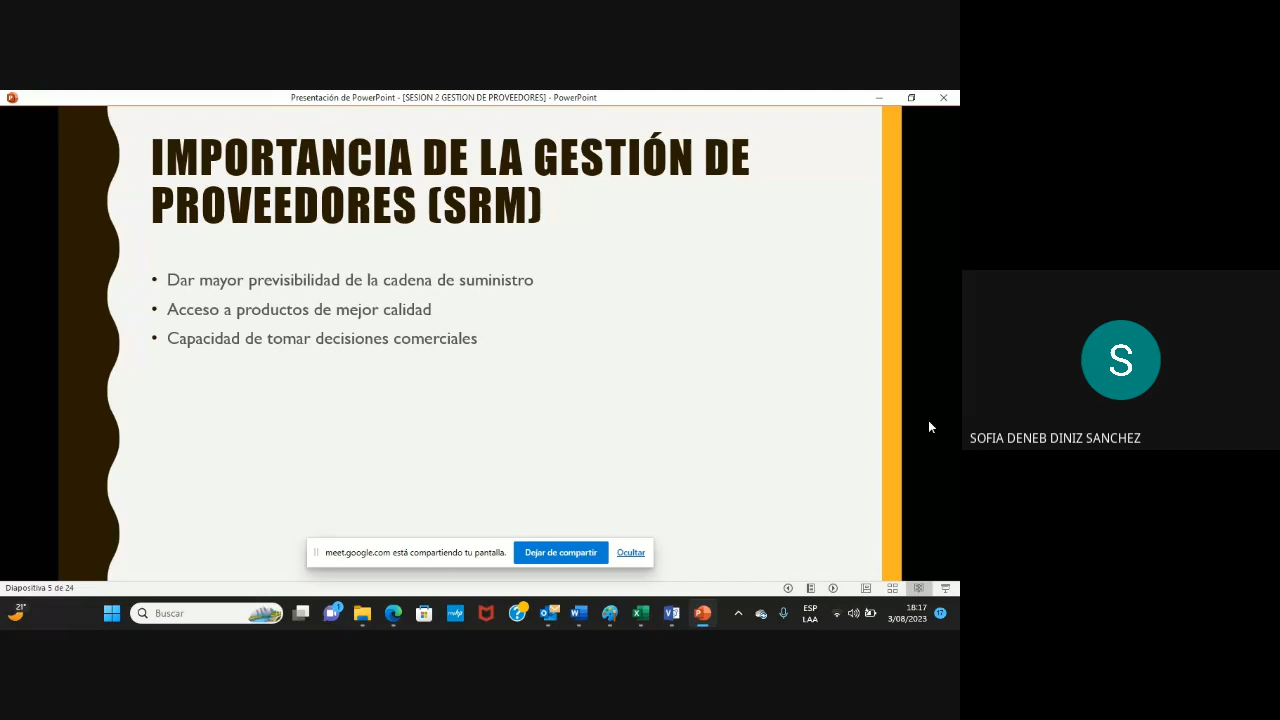 Presentación de PowerPoint - [SESION 2 GESTION DE PROVEEDORES] - PowerPoint
IMPORTANCIA DE LA GESTIÓN DE
PROVEEDORES (SRM)
• Dar mayor previsibilidad de la cadena de suministro
• Acceso a productos de mejor calidad
• Capacidad de tomar decisiones comerciales
S
SOFIA DENEB DINIZ SANCHEZ
meet.google.com está compartiendo tu pantalla.
Dejar de compartir
Ocultar
Diapositiva 5 de 24
21°
Buscar
1
ESP
LAA
18:17
3/08/2023
17